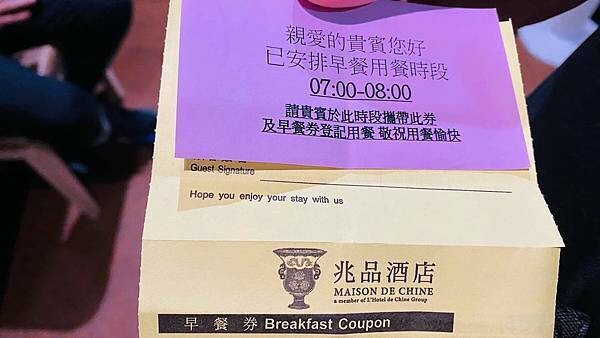 親愛的貴賓您好
已安排早餐用餐時段
07:00-08:00
請貴賓於此時段攜帶此券
及早餐券登記用餐 敬祝用餐愉快
Guest Signature
Hope you enjoy your stay with us
兆品酒店
MAISON DE CHINE
a member of L'Hotel de Chine Group
早餐券 Breakfast Coupon